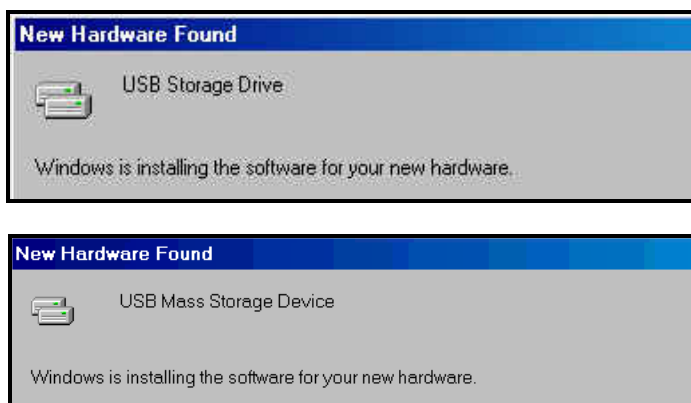 New Hardware Found
USB Storage Drive
Windows is installing the software for your new hardware.
New Hardware Found
USB Mass Storage Device
Windows is installing the software for your new hardware.